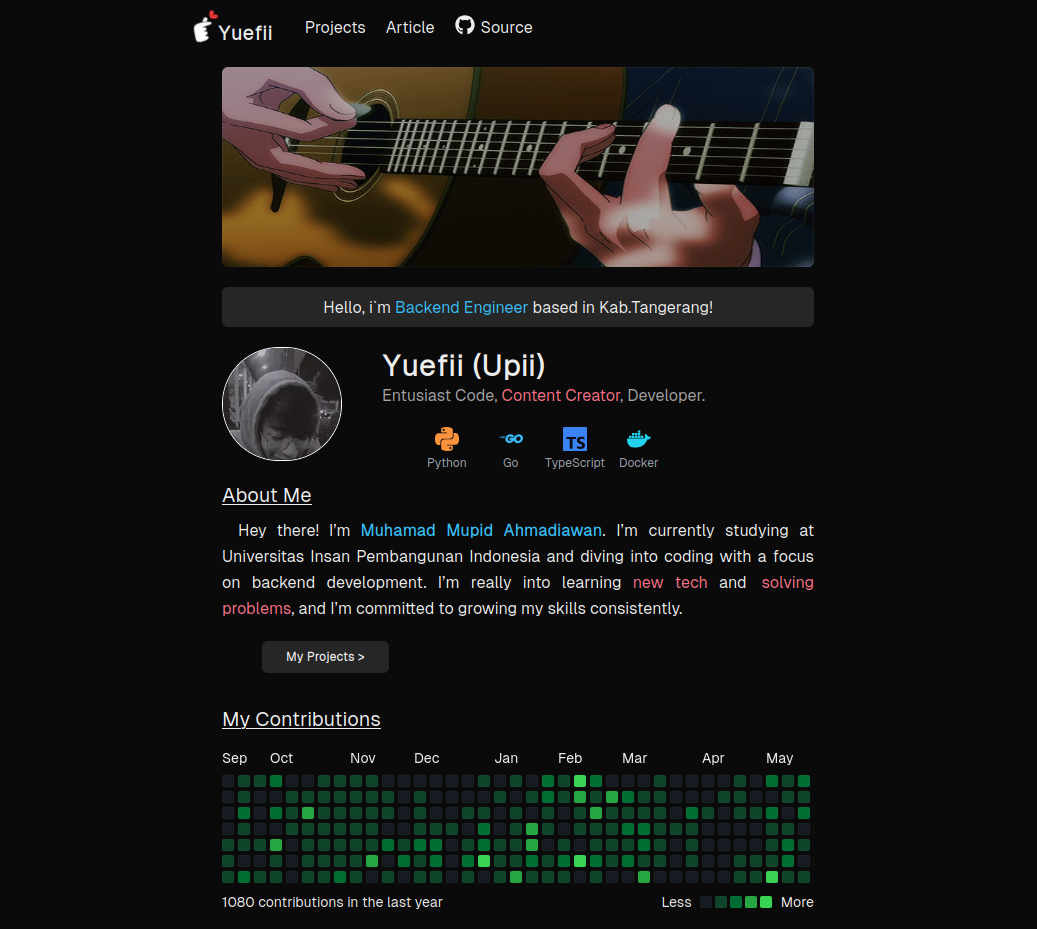 Yuefii Projects Article Source
Hello, i`m Backend Engineer based in Kab.Tangerang!
Yuefii (Upii)
Entusiast Code, Content Creator, Developer.
GO TS
Python Go TypeScript Docker
About Me
Hey there! I’m Muhamad Mupid Ahmadiawan. I’m currently studying at
Universitas Insan Pembangunan Indonesia and diving into coding with a focus
on backend development. I’m really into learning new tech and solving
problems, and I’m committed to growing my skills consistently.
My Projects >
My Contributions
Sep Oct Nov Dec Jan Feb Mar Apr May
1080 contributions in the last year Less More